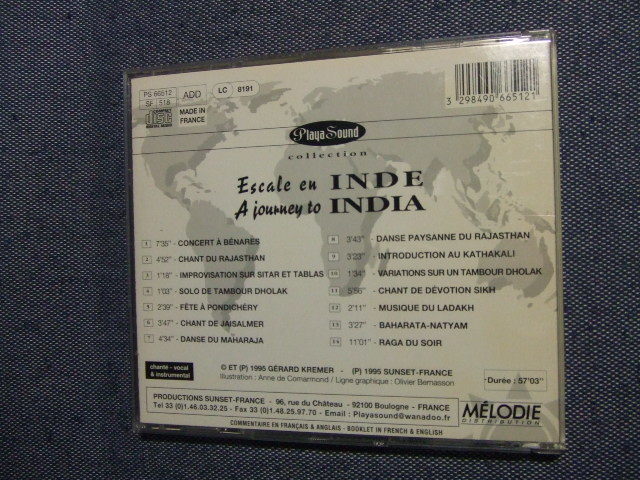 PS 66512
SF 518
ADD
LC 8191
COMPACT
disc
DIGITAL AUDIO
MADE IN
FRANCE
3 298490 665121
Playa Sound
collection
Escale en INDE
A journey to INDIA
1 7'35" - CONCERT À BÉNARÈS
2 4'52" - CHANT DU RAJASTHAN
3 1'18" - IMPROVISATION SUR SITAR ET TABLAS
4 1'03" - SOLO DE TAMBOUR DHOLAK
5 2'39" - FÊTE À PONDICHÉRY
6 3'47" - CHANT DE JAISALMER
7 4'34" - DANSE DU MAHARAJA
8 3'43" - DANSE PAYSANNE DU RAJASTHAN
9 3'23" - INTRODUCTION AU KATHAKALI
10 1'34" - VARIATIONS SUR UN TAMBOUR DHOLAK
11 5'56" - CHANT DE DÉVOTION SIKH
12 2'11" - MUSIQUE DU LADAKH
13 3'27" - BAHARATA-NATYAM
11'01" - RAGA DU SOIR
chanté - vocal
& instrumental
© ET (P) 1995 GÉRARD KREMER - (P) 1995 SUNSET-FRANCE
Illustration : Anne de Comarmond / Ligne graphique : Olivier Bernasson
Durée : 57'03"
PRODUCTIONS SUNSET-FRANCE - 96, rue du Château - 92100 Boulogne - FRANCE
Tel 33 (0)1.46.03.32.25 - Fax 33 (0)1.48.25.97.70 - Email : Playasound@wanadoo.fr
MÉLODIE
DISTRIBUTION
COMMENTAIRE EN FRANÇAIS & ANGLAIS - BOOKLET IN FRENCH & ENGLISH